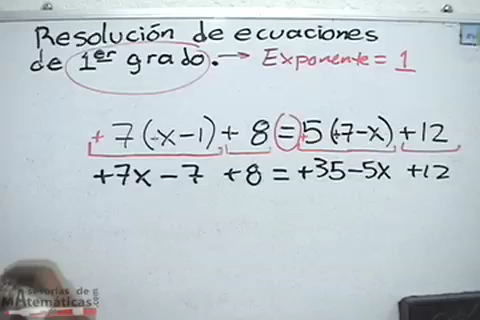 Resolución de ecuaciones
de 1er grado. → Exponente = 1
+7(+x-1)+8=5(+7-x)+12
+7x-7 +8=+35-5x +12
Asesorías de
Matemáticas.com